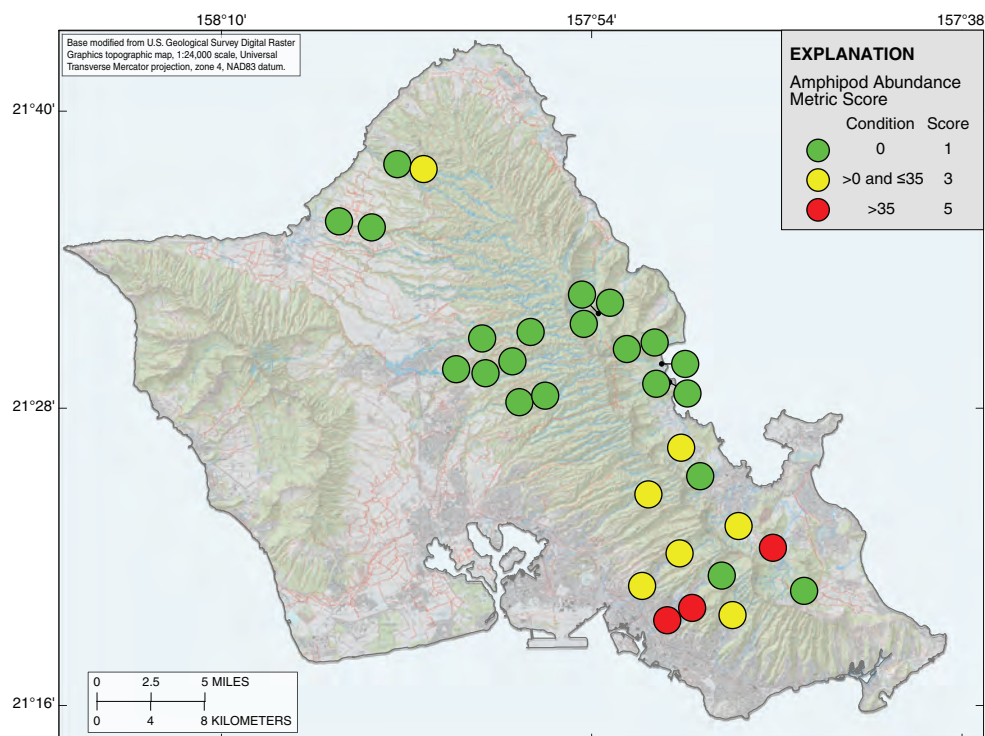 158°10'
157°54'
157°38'
Base modified from U.S. Geological Survey Digital Raster
Graphics topographic map, 1:24,000 scale, Universal
Transverse Mercator projection, zone 4, NAD83 datum.
EXPLANATION
Amphipod Abundance
Metric Score
Condition Score
0 1
>0 and ≤35 3
>35 5
21°40'
21°28'
21°16'
0 2.5 5 MILES
0 4 8 KILOMETERS